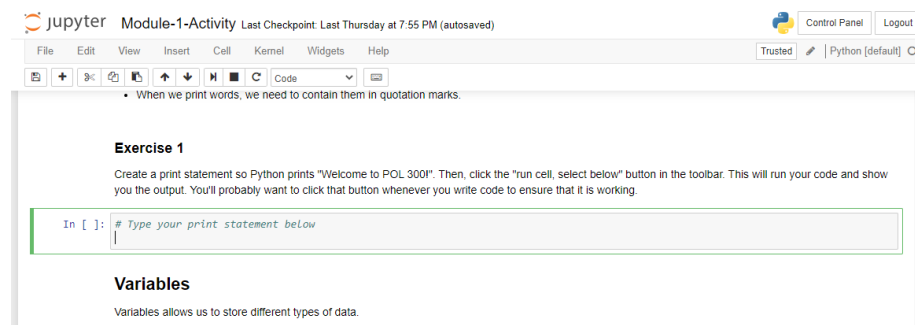 jupyter Module-1-Activity Last Checkpoint: Last Thursday at 7:55 PM (autosaved)
Control Panel Logout
File Edit View Insert Cell Kernel Widgets Help
Trusted Python [default]
Code
• When we print words, we need to contain them in quotation marks.
Exercise 1
Create a print statement so Python prints "Welcome to POL 300!". Then, click the "run cell, select below" button in the toolbar. This will run your code and show
you the output. You'll probably want to click that button whenever you write code to ensure that it is working.
In [ ]: # Type your print statement below
Variables
Variables allows us to store different types of data.